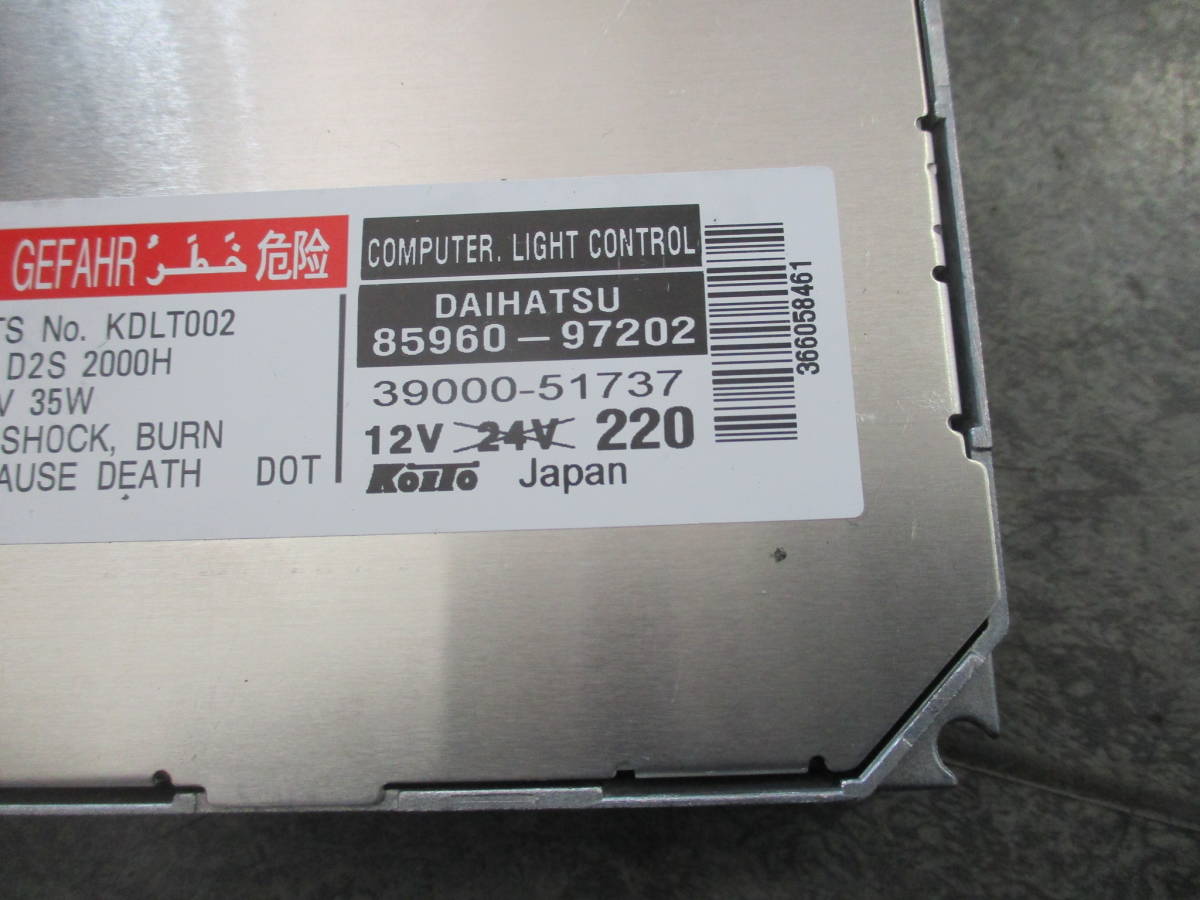 GEFAHR خَطَرُ 危险
TS No. KDLT002
D2S 2000H
V 35W
SHOCK, BURN
AUSE DEATH DOT
COMPUTER. LIGHT CONTROL
DAIHATSU
85960-97202
39000-51737
12V 24V 220
KOITO Japan
366058461